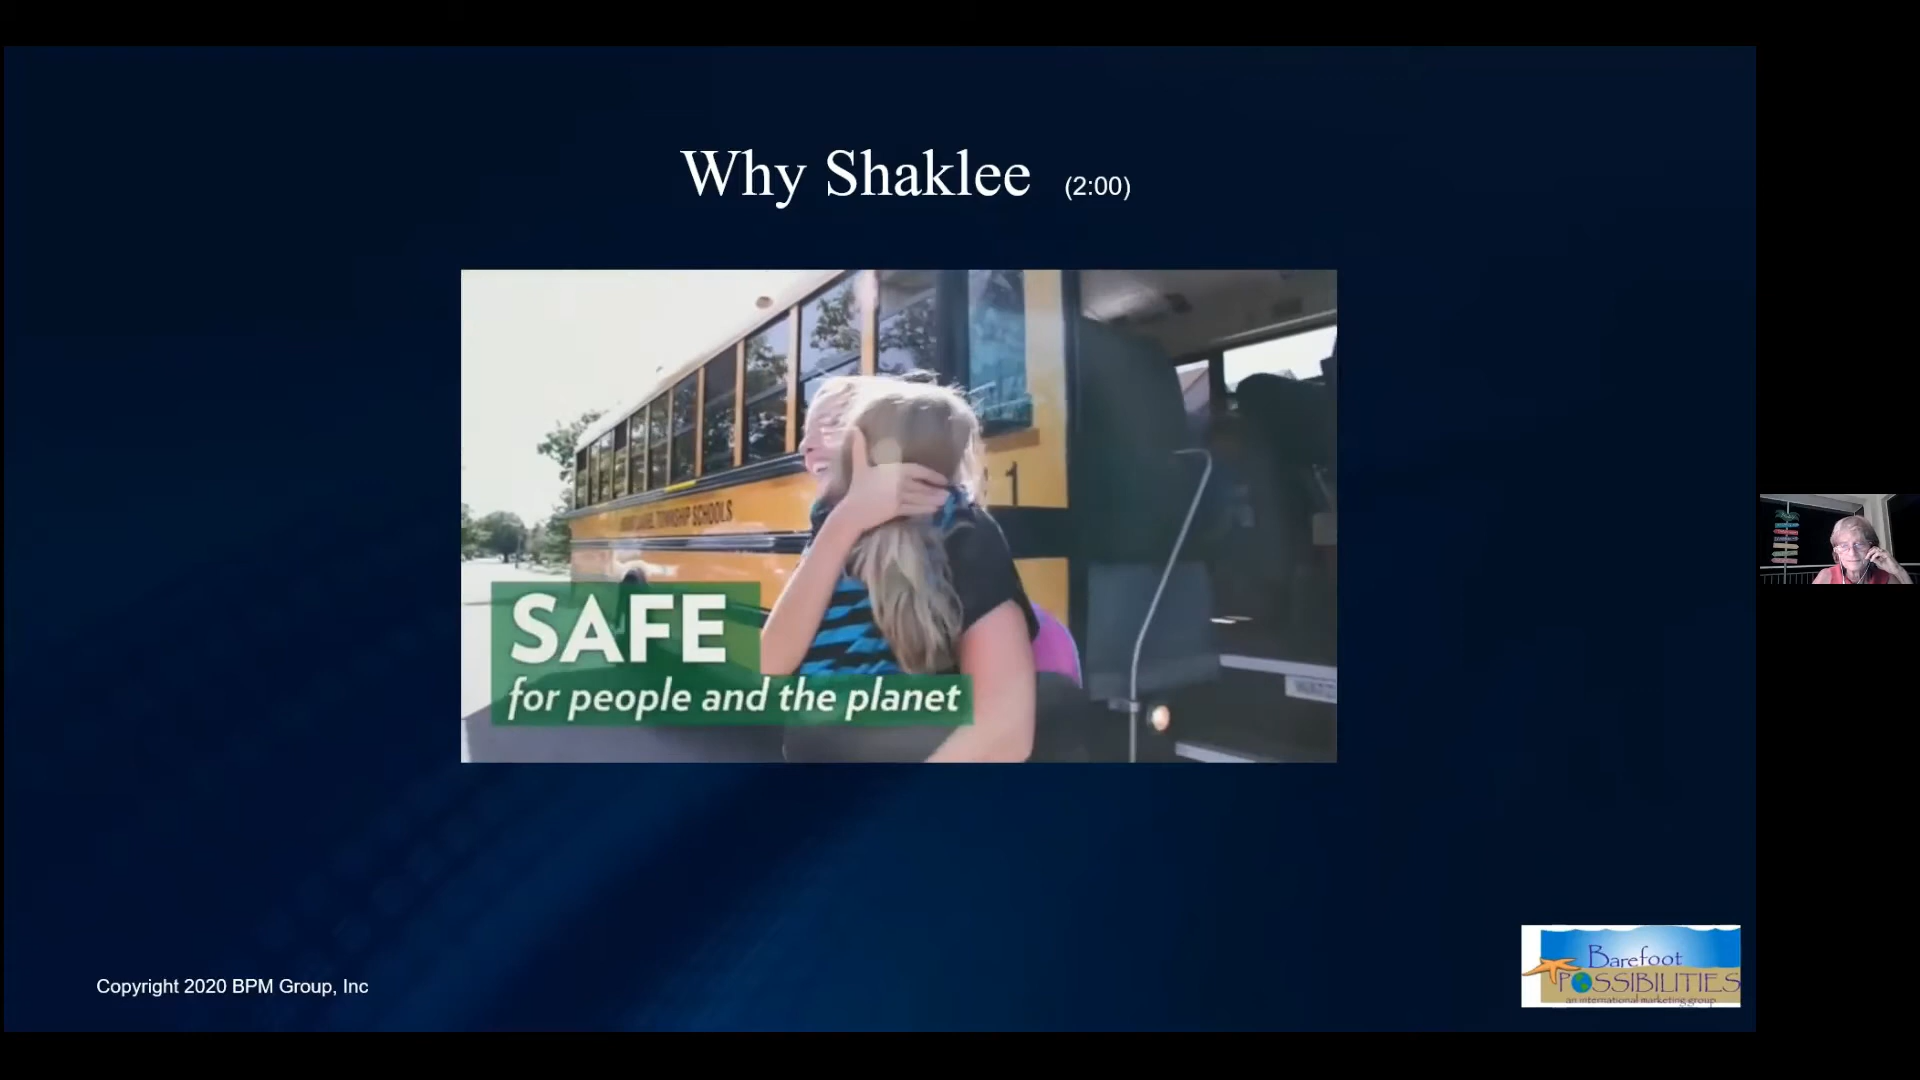 Why Shaklee (2:00)
TOWNSHIP SCHOOLS
1
SAFE
for people and the planet
Copyright 2020 BPM Group, Inc
Barefoot
POSSIBILITIES
an international marketing group